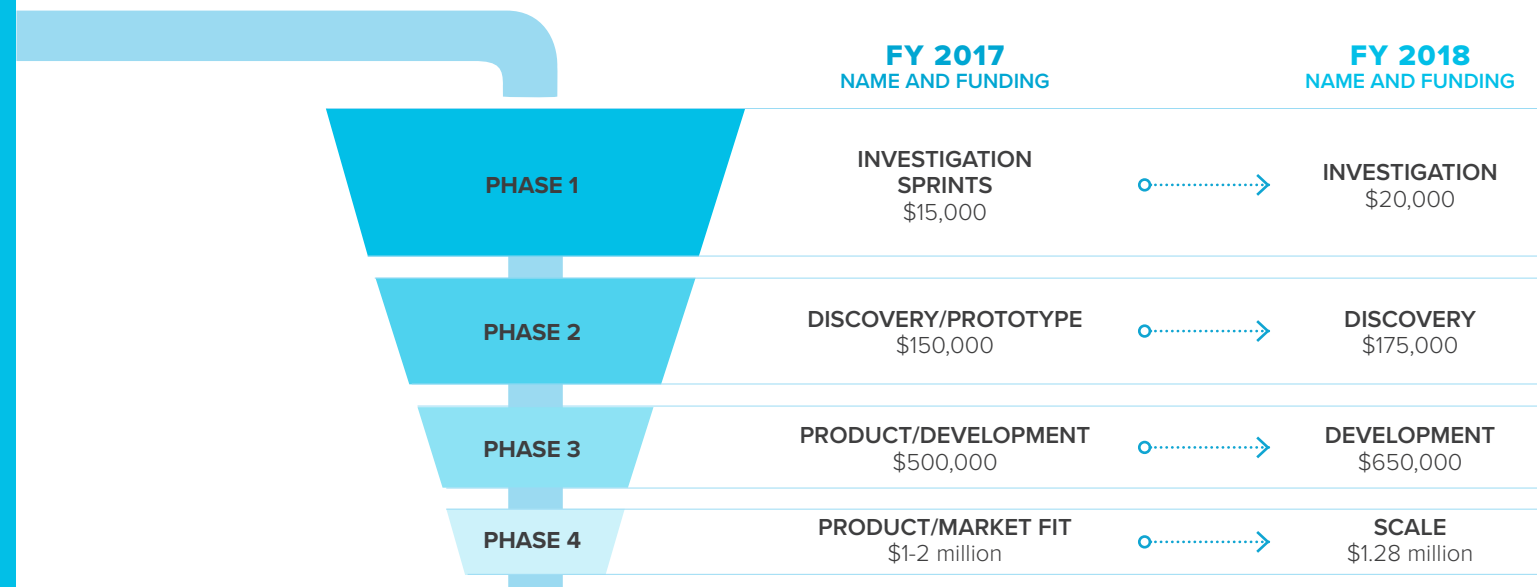 FY 2017
NAME AND FUNDING
FY 2018
NAME AND FUNDING
PHASE 1
INVESTIGATION
SPRINTS
$15,000
INVESTIGATION
$20,000
PHASE 2
DISCOVERY/PROTOTYPE
$150,000
DISCOVERY
$175,000
PHASE 3
PRODUCT/DEVELOPMENT
$500,000
DEVELOPMENT
$650,000
PHASE 4
PRODUCT/MARKET FIT
$1-2 million
SCALE
$1.28 million